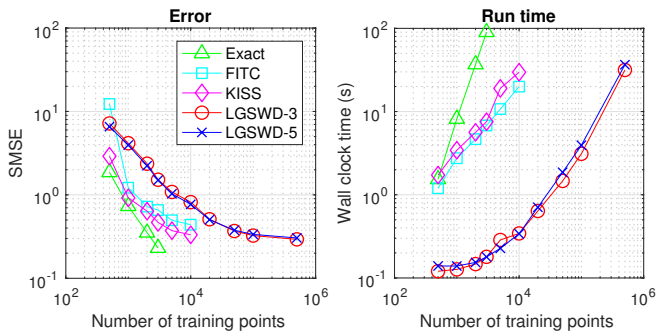 Error
Run time
SMSE
10^2
10^1
10^0
10^-1
10^2
10^4
10^6
Number of training points
Exact
FITC
KISS
LGSWD-3
LGSWD-5
Wall clock time (s)
10^2
10^1
10^0
10^-1
10^2
10^4
10^6
Number of training points